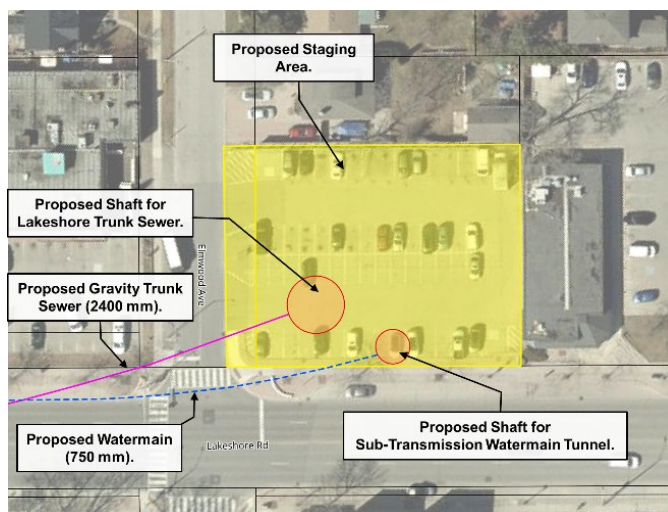 Proposed Staging
Area.
Proposed Shaft for
Lakeshore Trunk Sewer.
Elmwood Ave
Proposed Gravity Trunk
Sewer (2400 mm).
Proposed Watermain
(750 mm).
Lakeshore Rd
Proposed Shaft for
Sub-Transmission Watermain Tunnel.